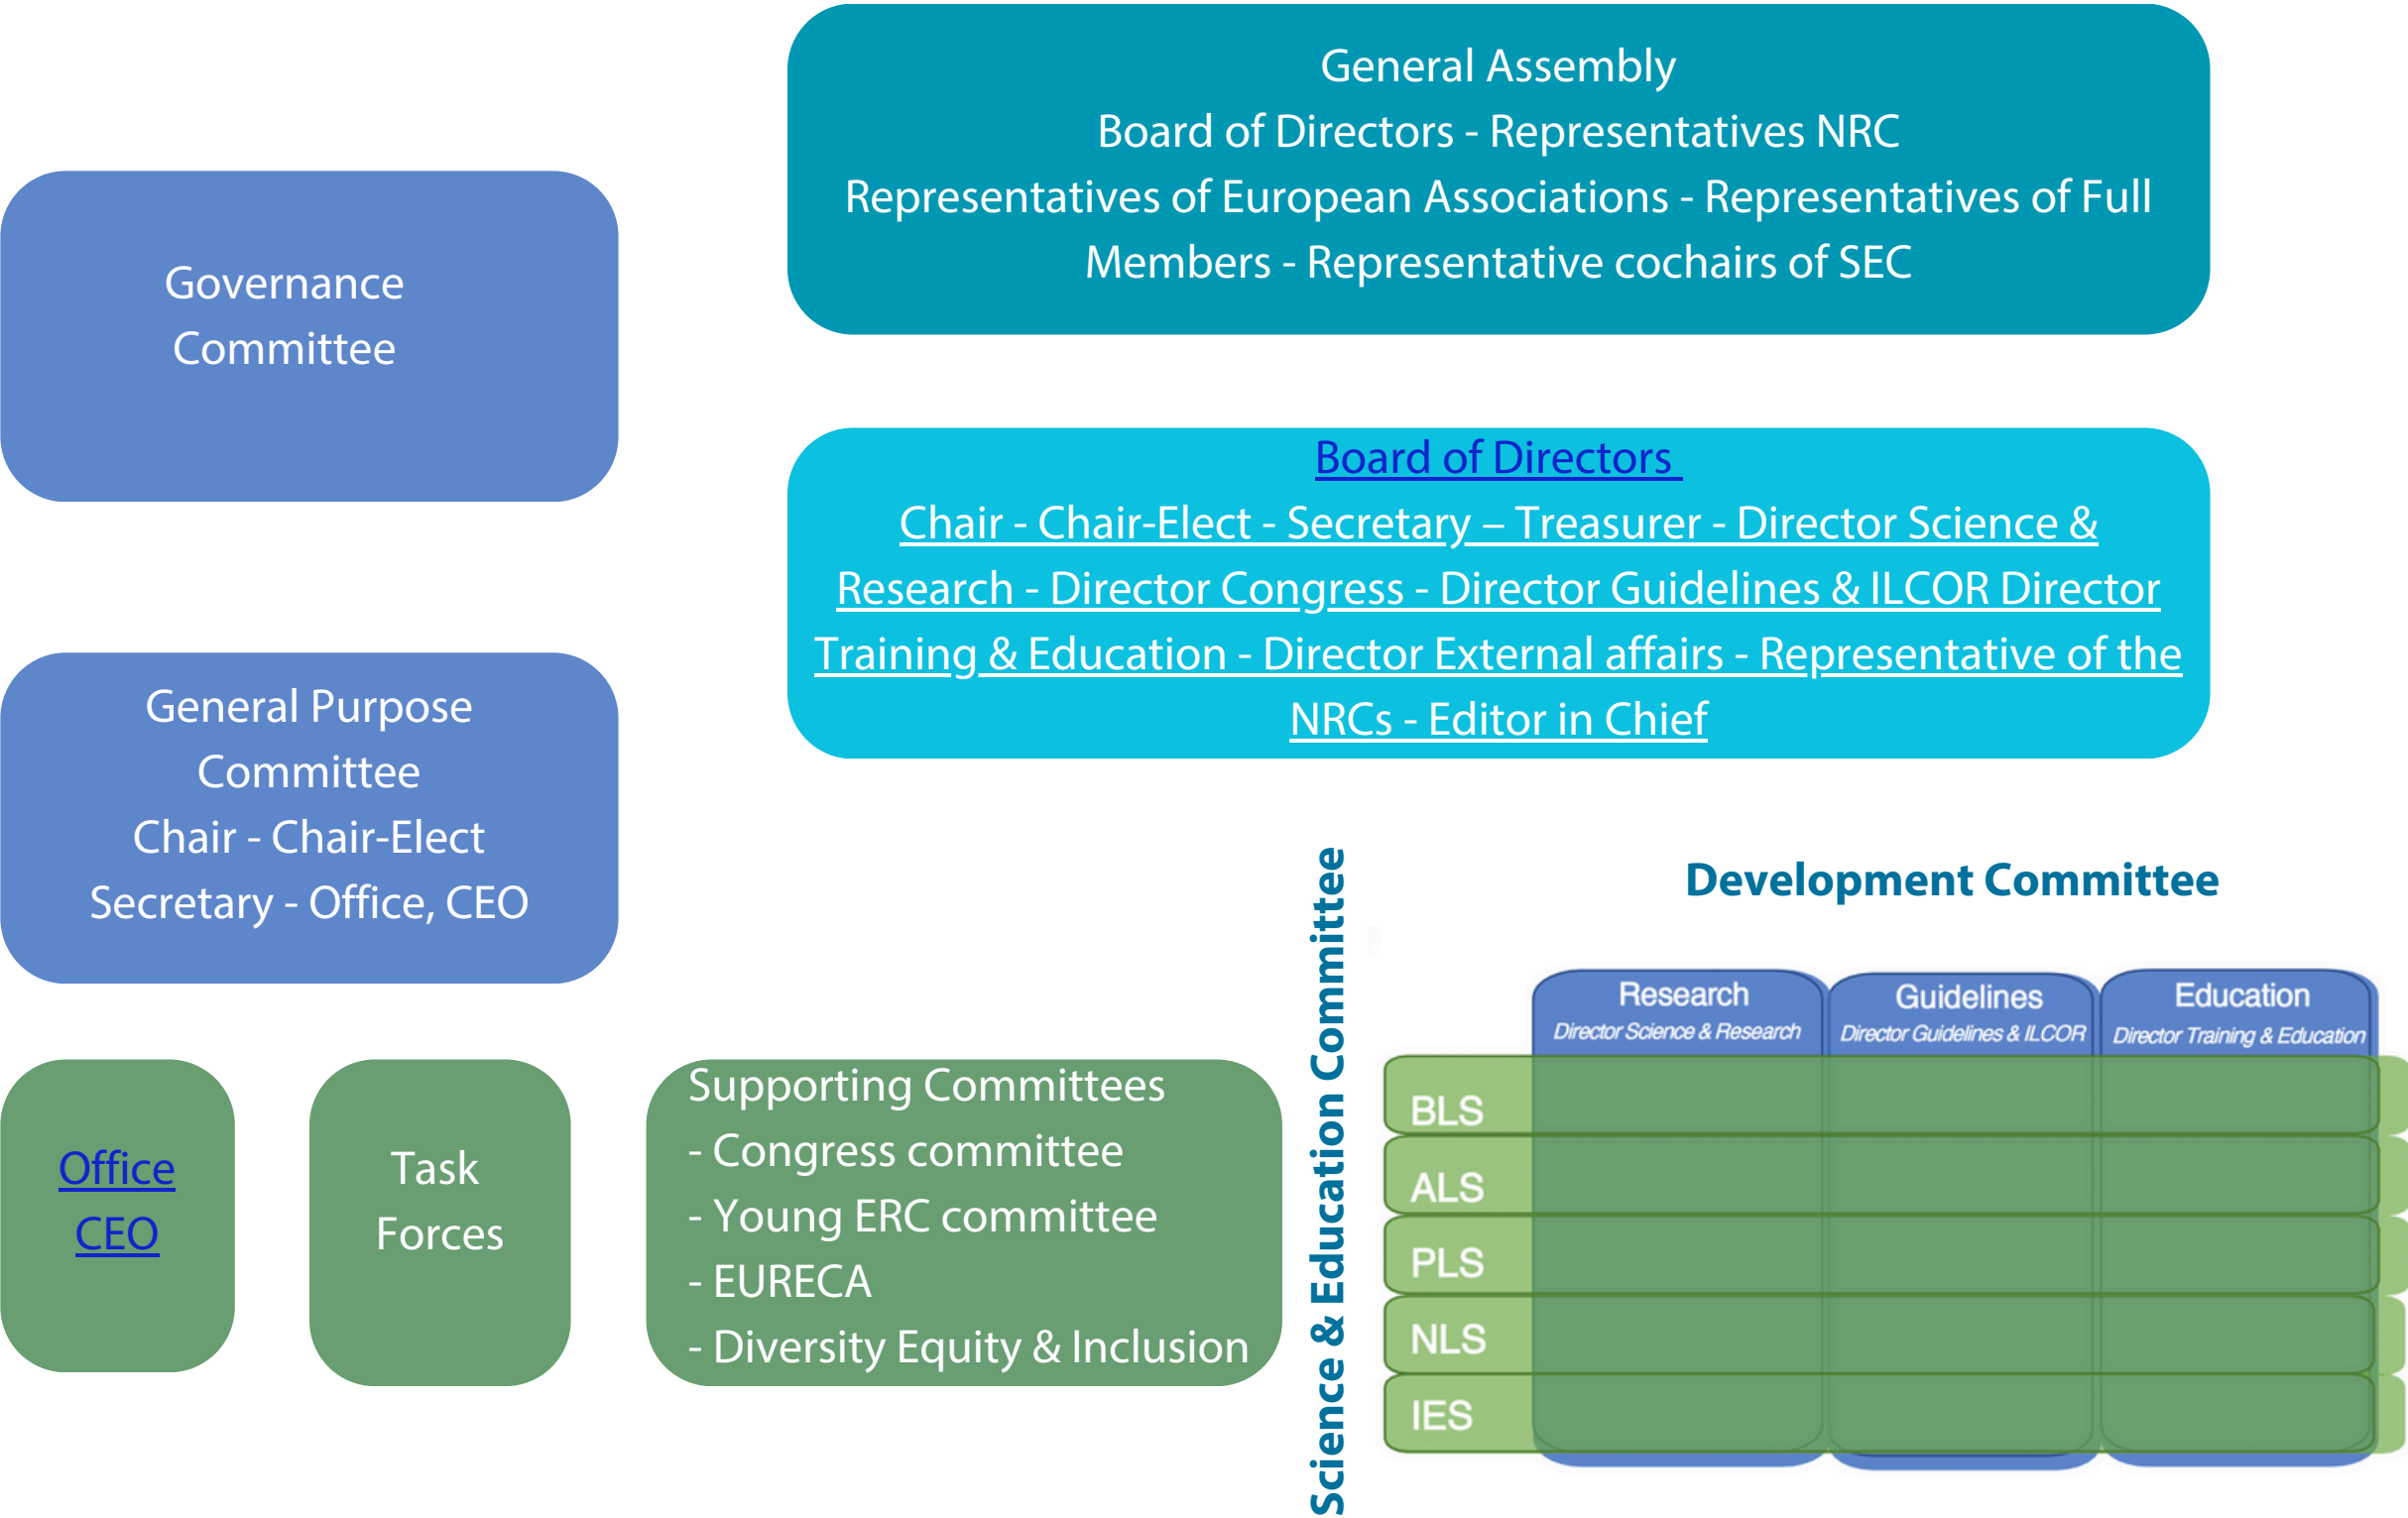 General Assembly
Board of Directors - Representatives NRC
Representatives of European Associations - Representatives of Full
Members - Representative cochairs of SEC
Governance
Committee
Board of Directors
Chair - Chair-Elect - Secretary – Treasurer - Director Science &
Research - Director Congress - Director Guidelines & ILCOR Director
Training & Education - Director External affairs - Representative of the
NRCs - Editor in Chief
General Purpose
Committee
Chair - Chair-Elect
Secretary - Office, CEO
Office
CEO
Task
Forces
Supporting Committees
- Congress committee
- Young ERC committee
- EURECA
- Diversity Equity & Inclusion
Science & Education Committee
Development Committee
Research
Director Science & Research
Guidelines
Director Guidelines & ILCOR
Education
Director Training & Education
BLS
ALS
PLS
NLS
IES